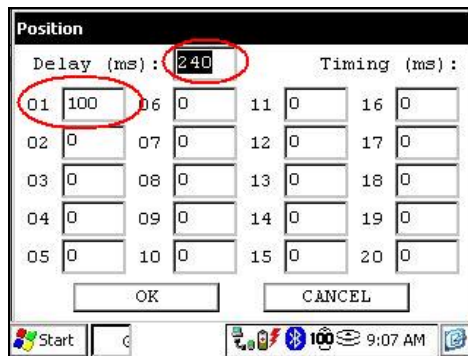 Position
Delay (ms): 240 Timing (ms):
01 100 06 0 11 0 16 0
02 0 07 0 12 0 17 0
03 0 08 0 13 0 18 0
04 0 09 0 14 0 19 0
05 0 10 0 15 0 20 0
OK CANCEL
Start 100 9:07 AM